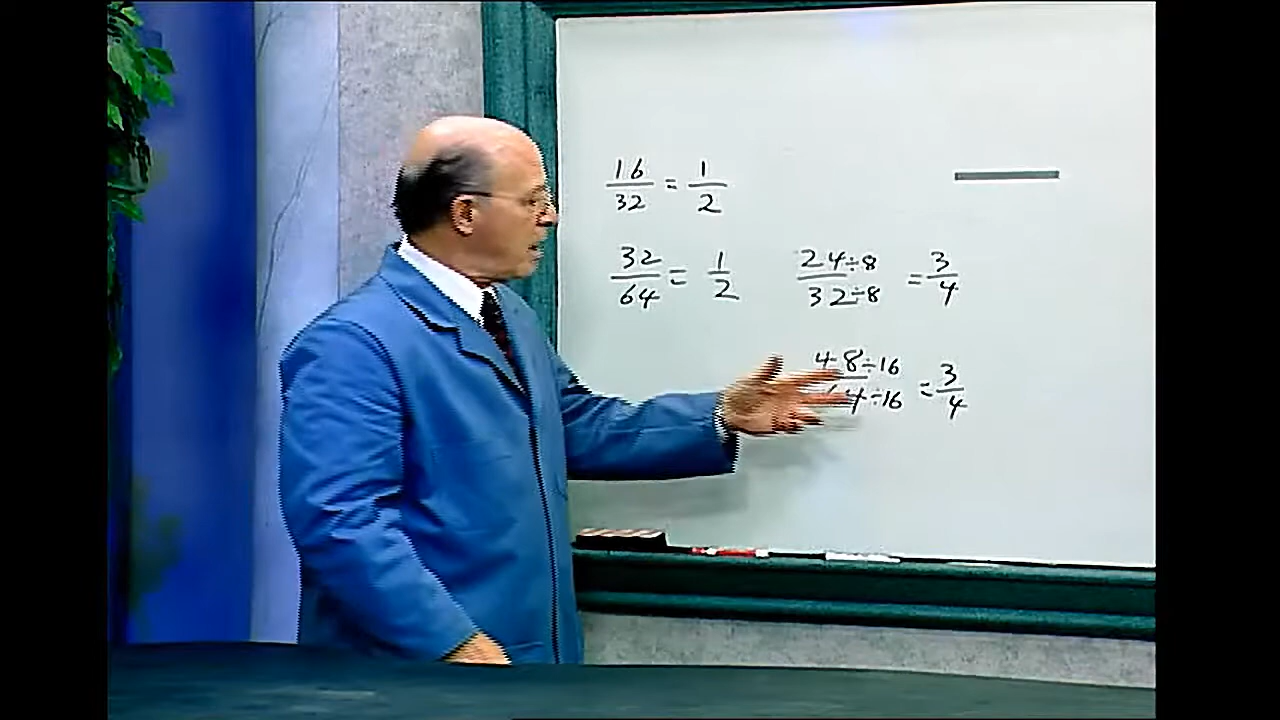 16/32 = 1/2
32/64 = 1/2
24÷8/32÷8 = 3/4
48÷16/64÷16 = 3/4